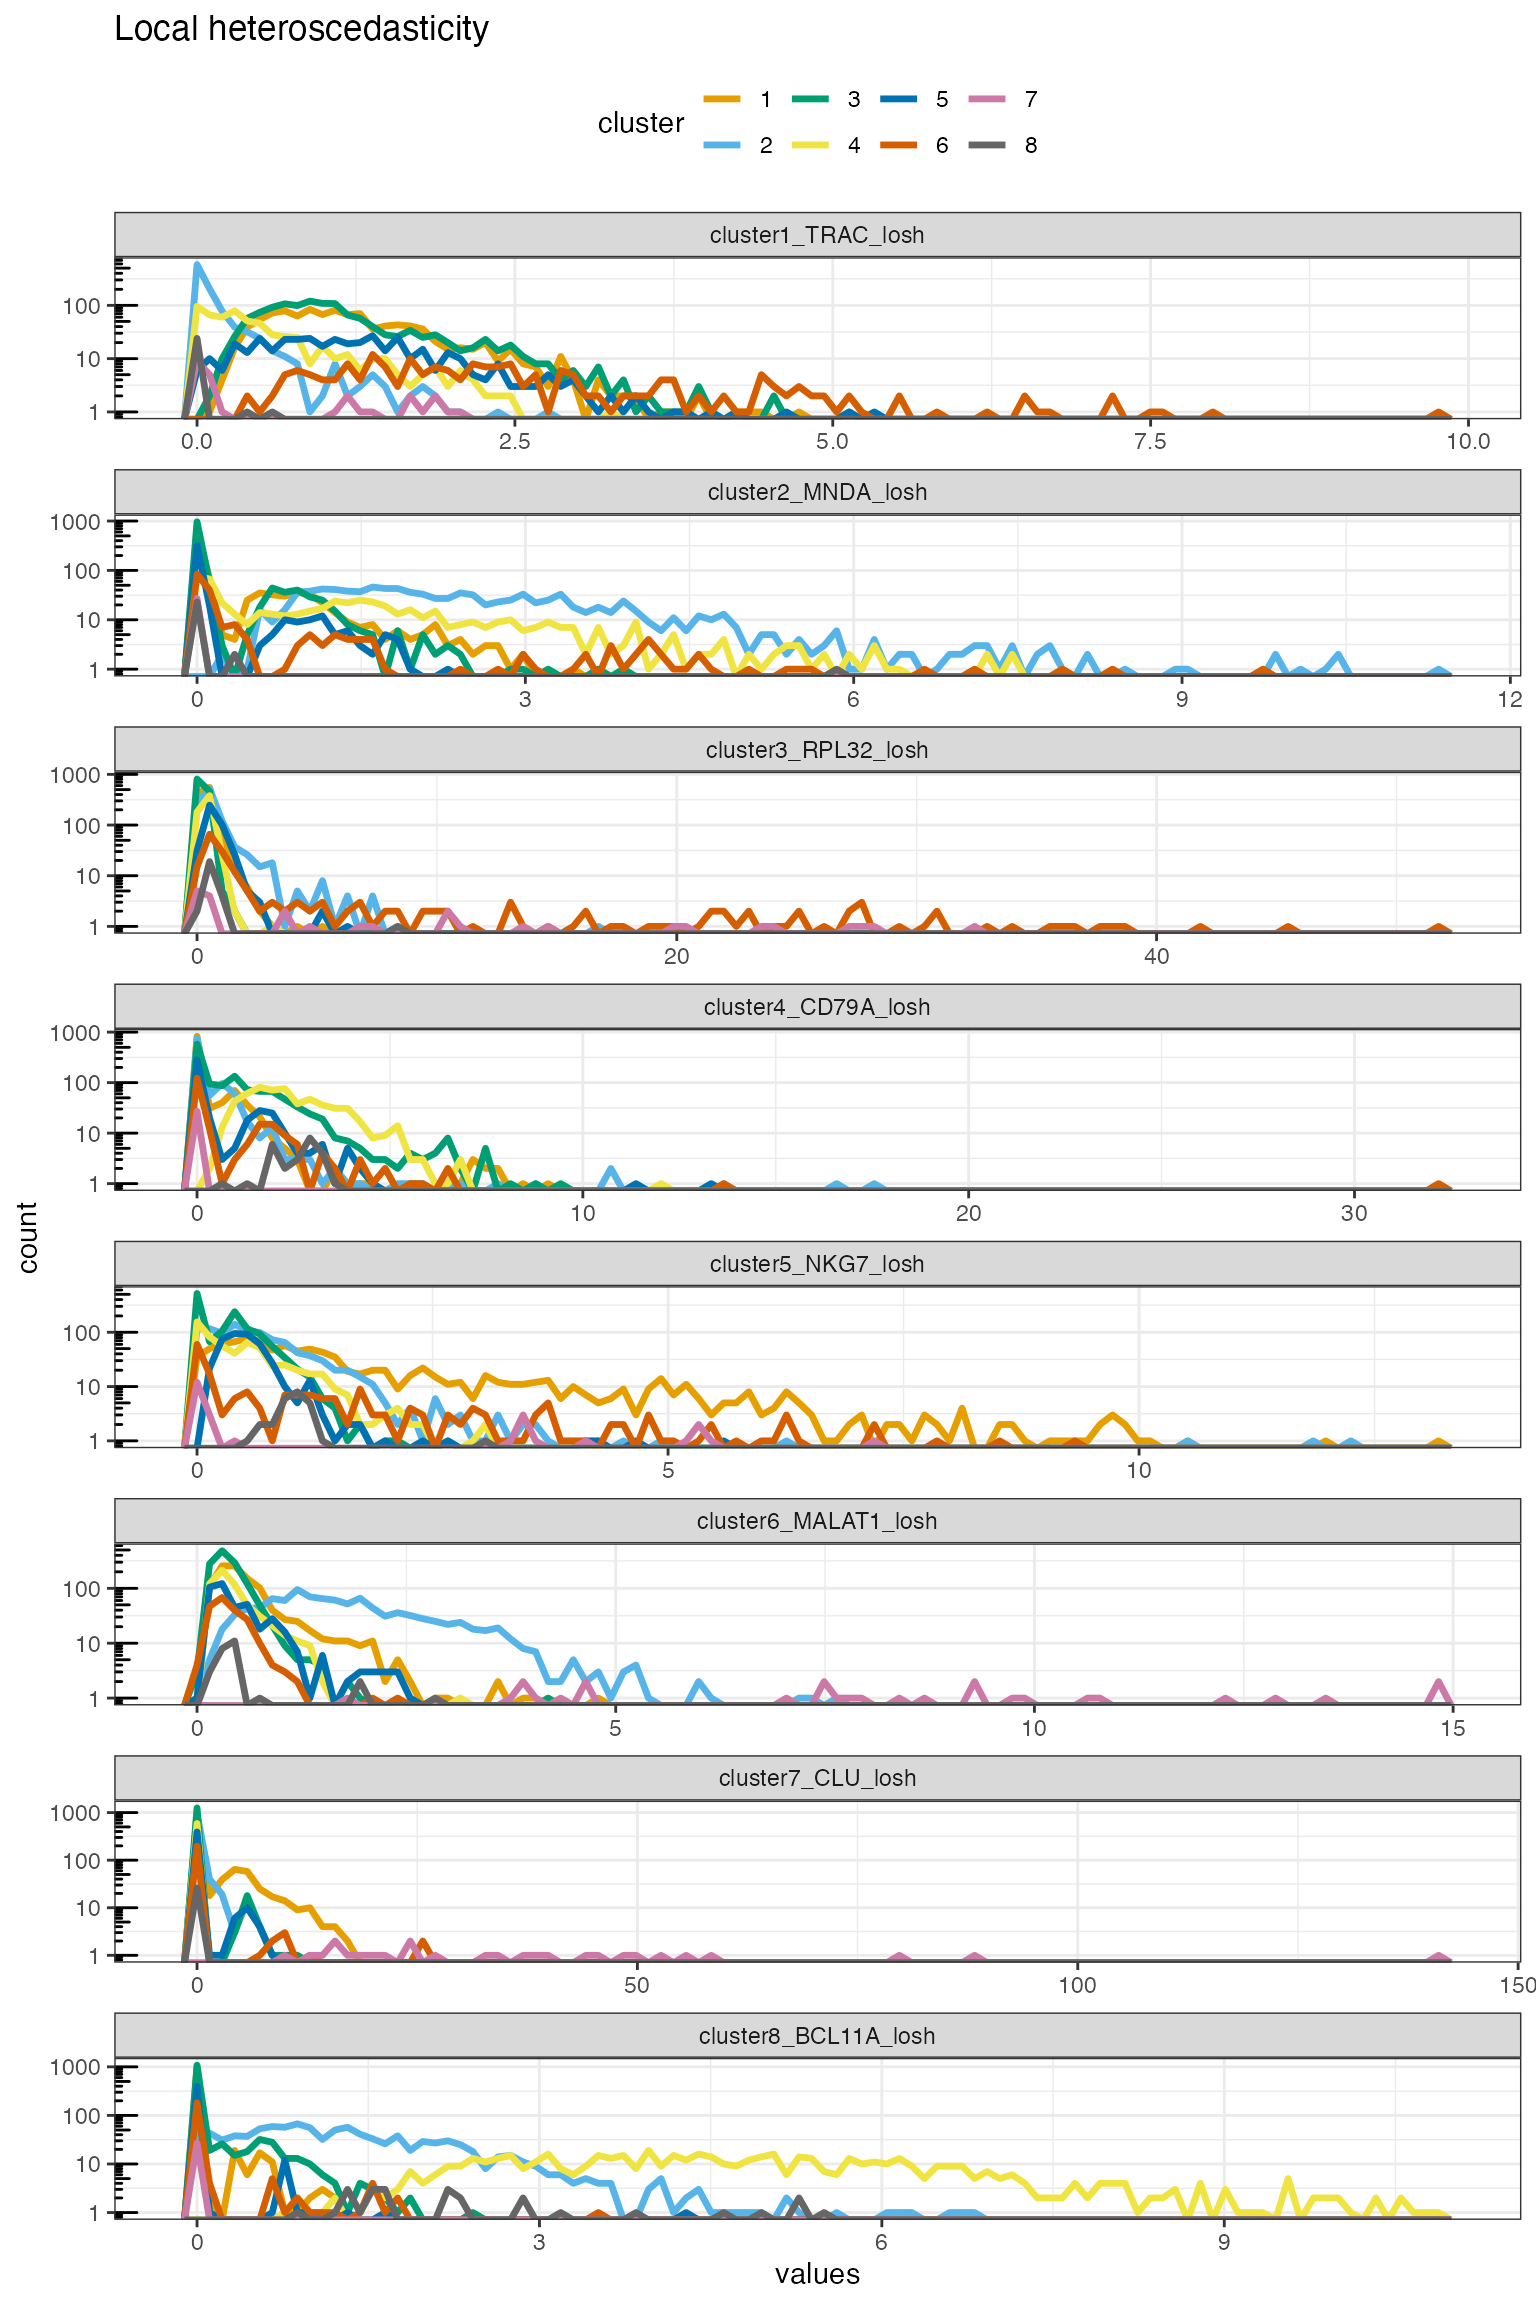 Local heteroscedasticity
cluster
1 3 5 7
2 4 6 8
cluster1_TRAC_losh
100
10
1
0.0 2.5 5.0 7.5 10.0
cluster2_MNDA_losh
1000
100
10
1
0 3 6 9 12
cluster3_RPL32_losh
1000
100
10
1
0 20 40
cluster4_CD79A_losh
1000
100
10
1
0 10 20 30
count
cluster5_NKG7_losh
100
10
1
0 5 10
cluster6_MALAT1_losh
100
10
1
0 5 10 15
cluster7_CLU_losh
1000
100
10
1
0 50 100 150
cluster8_BCL11A_losh
1000
100
10
1
0 3 6 9
values